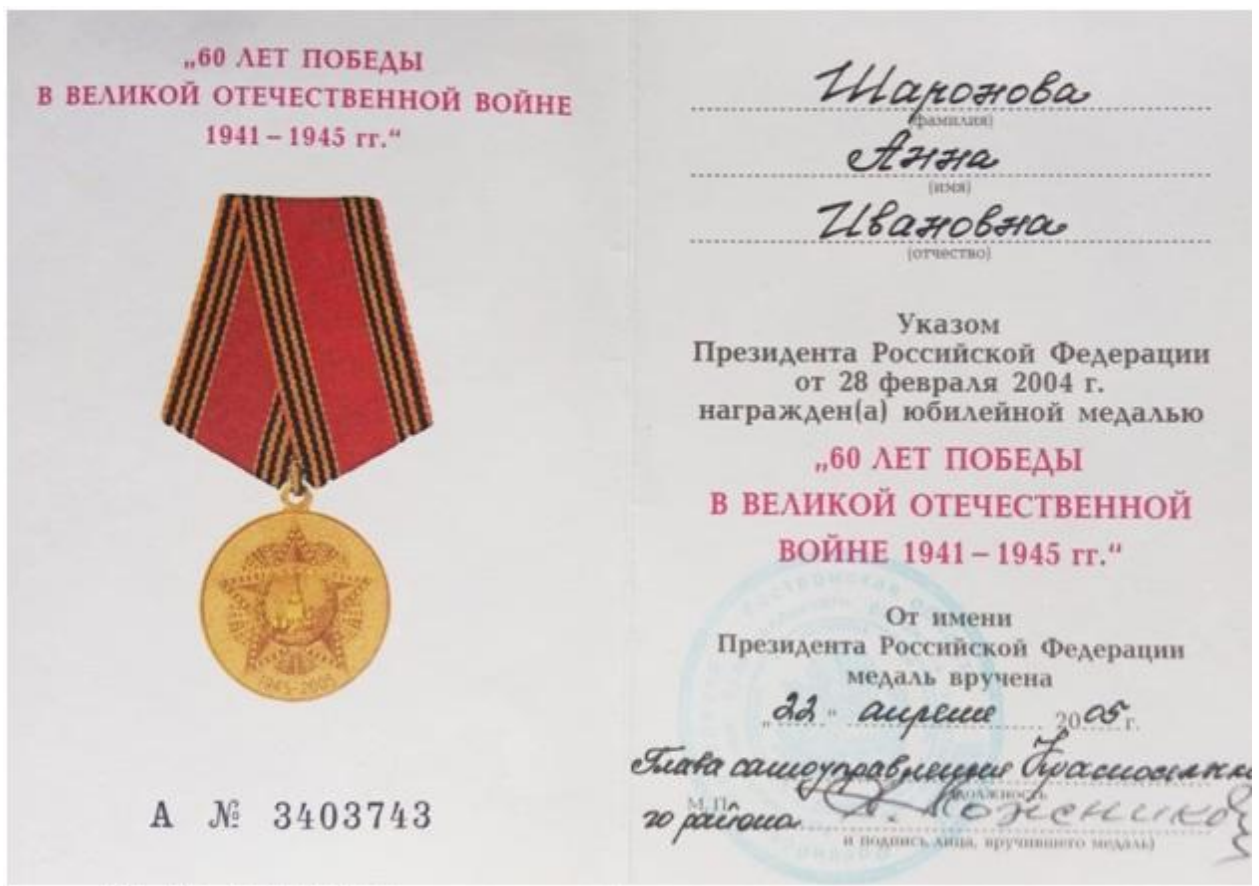 „60 ЛЕТ ПОБЕДЫ
В ВЕЛИКОЙ ОТЕЧЕСТВЕННОЙ ВОЙНЕ
1941 – 1945 гг.“
1945-2005
А № 3403743
Шаронова
(фамилия)
Анна
(имя)
Ивановна
(отчество)
Указом
Президента Российской Федерации
от 28 февраля 2004 г.
награжден(а) юбилейной медалью
„60 ЛЕТ ПОБЕДЫ
В ВЕЛИКОЙ ОТЕЧЕСТВЕННОЙ
ВОЙНЕ 1941 – 1945 гг.“
От имени
Президента Российской Федерации
медаль вручена
„22“ апреля 2005 г.
Глава самоуправления Красносельско
М. П. должность
го района
и подпись лица, вручившего медаль)